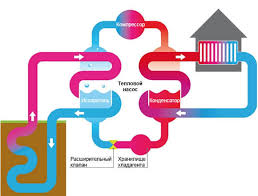 Компрессор
Испаритель
Тепловой
насос
Конденсатор
Расширительный
клапан
Хранилище
хладагента